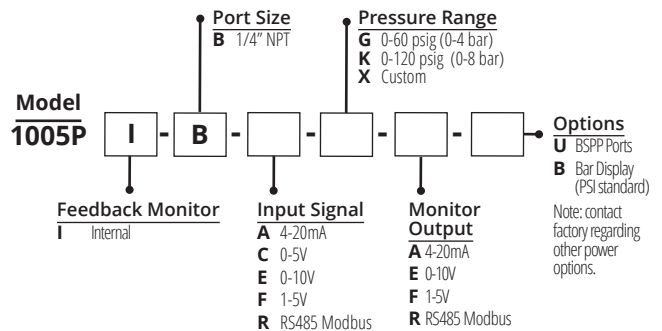 Port Size
B 1/4" NPT
Pressure Range
G 0-60 psig (0-4 bar)
K 0-120 psig (0-8 bar)
X Custom
Model
1005P I - B - - - -
Options
U BSPP Ports
B Bar Display
(PSI standard)
Note: contact
factory regarding
other power
options.
Feedback Monitor
I Internal
Input Signal
A 4-20mA
C 0-5V
E 0-10V
F 1-5V
R RS485 Modbus
Monitor
Output
A 4-20mA
E 0-10V
F 1-5V
R RS485 Modbus